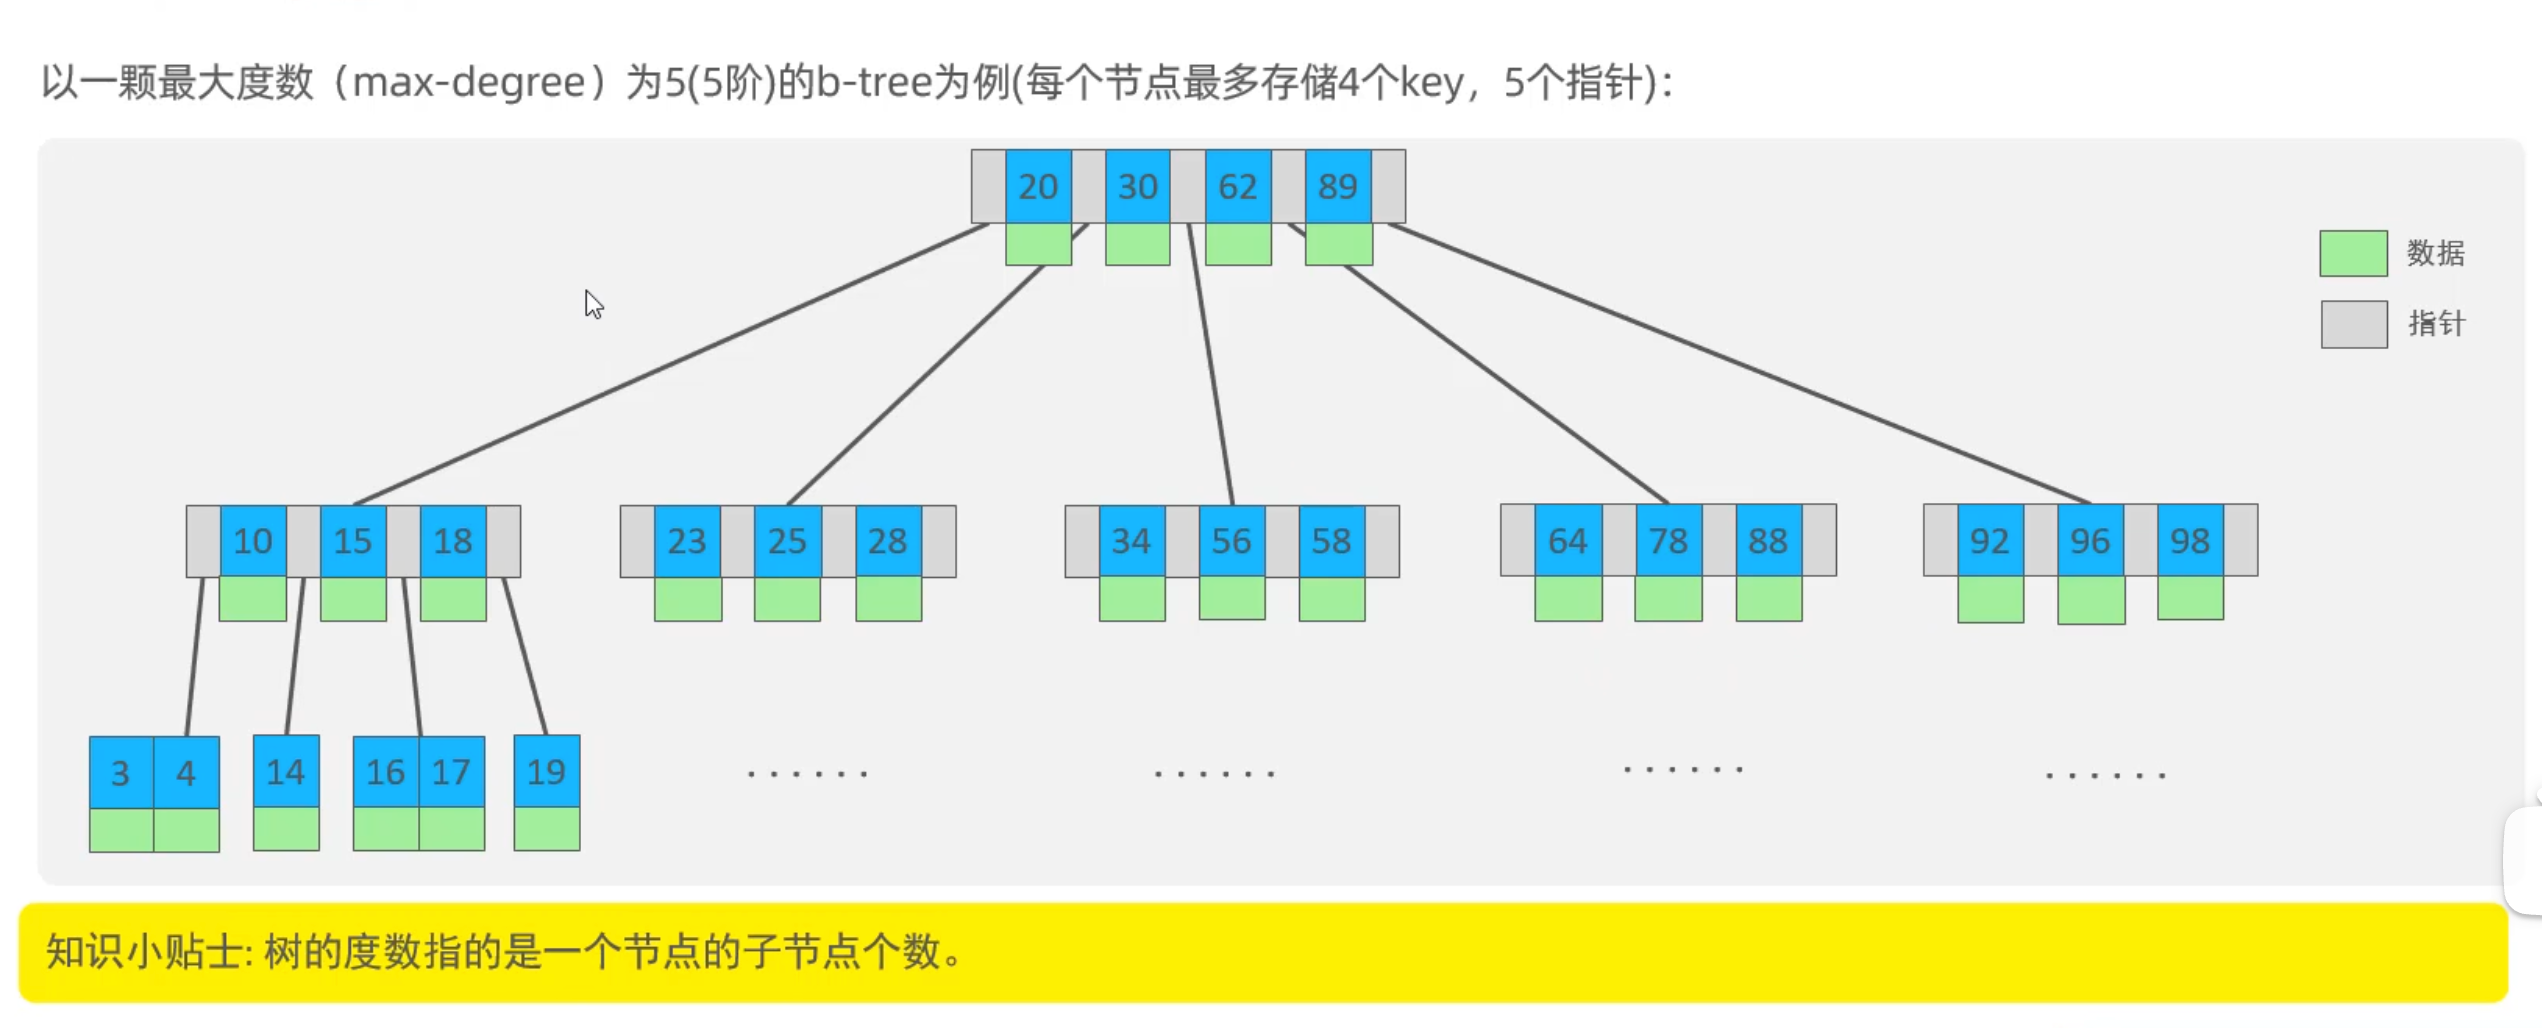 以一颗最大度数（max-degree）为5(5阶)的b-tree为例(每个节点最多存储4个key，5个指针)：
20 30 62 89
数据
指针
10 15 18 23 25 28 34 56 58 64 78 88 92 96 98
3 4 14 16 17 19 ...... ...... ...... ......
知识小贴士: 树的度数指的是一个节点的子节点个数。